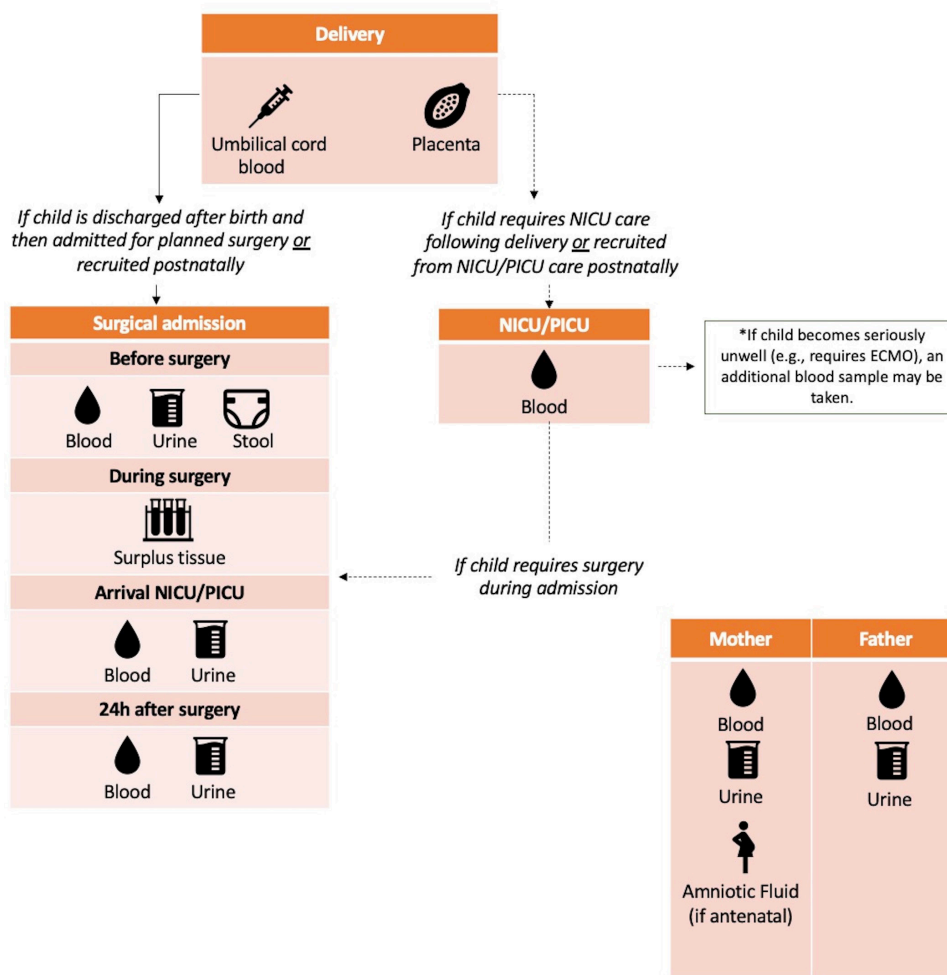 Delivery
Umbilical cord
blood
Placenta
If child is discharged after birth and
then admitted for planned surgery or
recruited postnatally
If child requires NICU care
following delivery or recruited
from NICU/PICU care postnatally
Surgical admission
Before surgery
Blood Urine Stool
During surgery
Surplus tissue
Arrival NICU/PICU
Blood Urine
24h after surgery
Blood Urine
NICU/PICU
Blood
*If child becomes seriously
unwell (e.g., requires ECMO), an
additional blood sample may be
taken.
If child requires surgery
during admission
Mother
Blood
Urine
Amniotic Fluid
(if antenatal)
Father
Blood
Urine